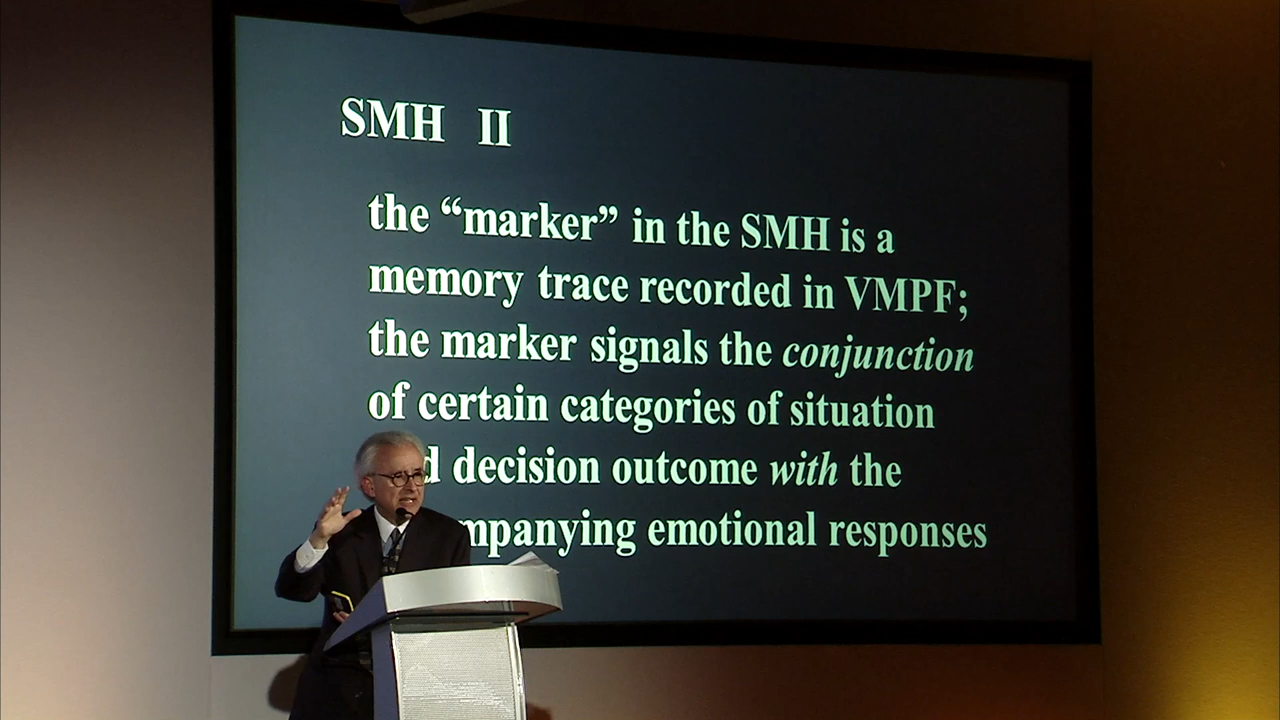 SMH II
the “marker” in the SMH is a
memory trace recorded in VMPF;
the marker signals the conjunction
of certain categories of situation
decision outcome with the
emotional responses